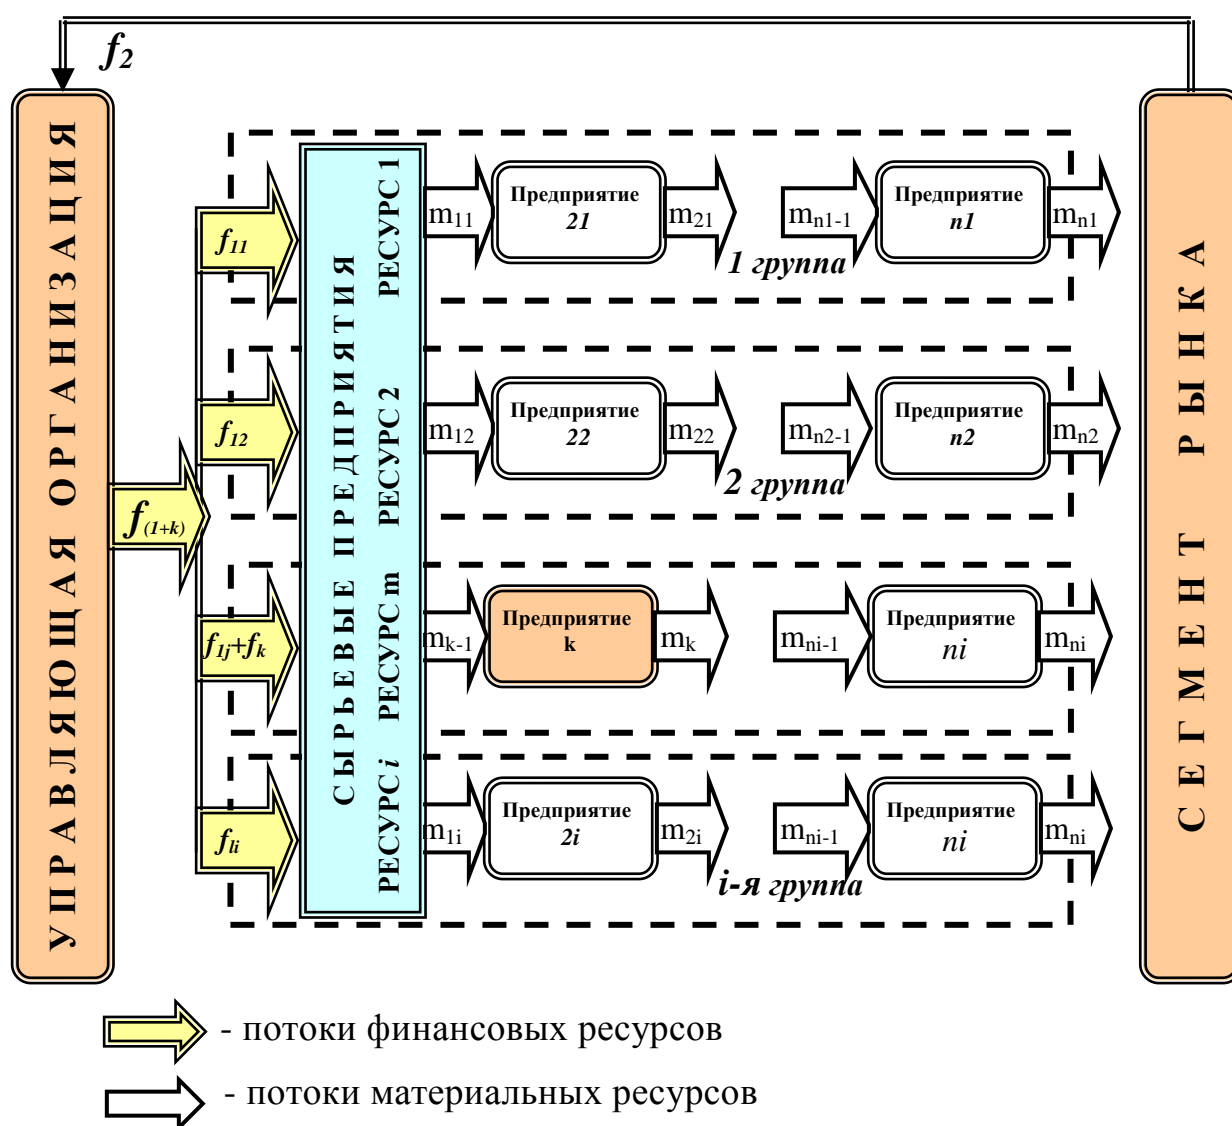 f2
УПРАВЛЯЮЩАЯ ОРГАНИЗАЦИЯ
f(1+k)
СЫРЬЕВЫЕ ПРЕДПРИЯТИЯ
СЕГМЕНТ РЫНКА
f11
РЕСУРС 1
m11
Предприятие
21
m21
mn1-1
Предприятие
n1
mn1
1 группа
f12
РЕСУРС 2
m12
Предприятие
22
m22
mn2-1
Предприятие
n2
mn2
2 группа
f1j+fk
РЕСУРС m
mk-1
Предприятие
k
mk
mni-1
Предприятие
ni
mni
fli
РЕСУРС i
m1i
Предприятие
2i
m2i
mni-1
Предприятие
ni
mni
i-я группа
- потоки финансовых ресурсов
- потоки материальных ресурсов